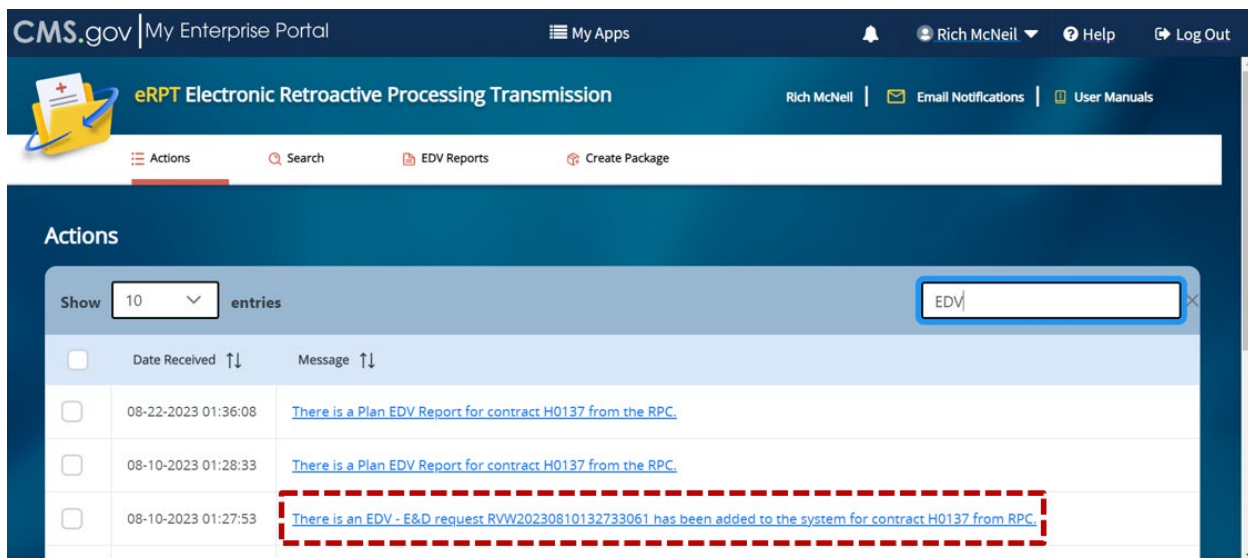 CMS.gov My Enterprise Portal My Apps Rich McNeil Help Log Out
eRPT Electronic Retroactive Processing Transmission Rich McNeil Email Notifications User Manuals
Actions Search EDV Reports Create Package
Actions
Show 10 entries EDV
Date Received Message
08-22-2023 01:36:08 There is a Plan EDV Report for contract H0137 from the RPC.
08-10-2023 01:28:33 There is a Plan EDV Report for contract H0137 from the RPC.
08-10-2023 01:27:53 There is an EDV - E&D request RVW20230810132733061 has been added to the system for contract H0137 from RPC.